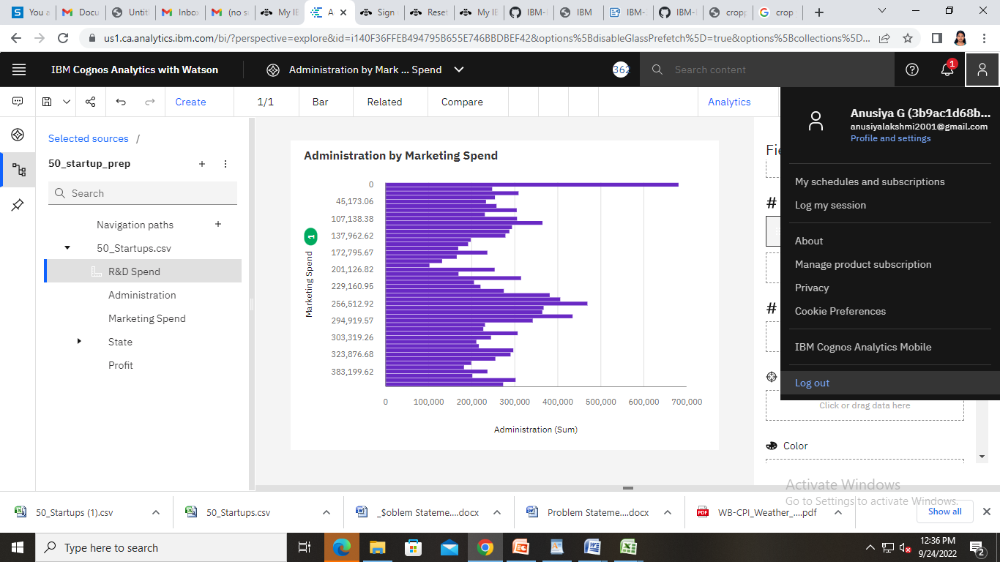 You a
Untitl
Inbox
(no s
My IB
A
Sign
Reset
My IB
IBM-
IBM
IBM-
IBM-
cropp
crop
us1.ca.analytics.ibm.com/bi/?perspective=explore&id=i140F36FFEB494795B655E746BBDBEF42&options%5BdisableGlassPrefetch%5D=true&options%5Bcollections%5D...
IBM Cognos Analytics with Watson
Administration by Mark ... Spend
362
Search content
1
Create
1/1
Bar
Related
Compare
Analytics
Selected sources /
50_startup_prep
Search
Navigation paths
50_Startups.csv
R&D Spend
Administration
Marketing Spend
State
Profit
Administration by Marketing Spend
1
Marketing Spend
0
45,173.06
107,138.38
137,962.62
172,795.67
201,126.82
229,160.95
256,512.92
294,919.57
303,319.26
323,876.68
383,199.62
0 100,000 200,000 300,000 400,000 500,000 600,000 700,000
Administration (Sum)
Fie
#
#
Click or drag data here
Color
Anusiya G (3b9ac1d68b...
anusiyalakshmi2001@gmail.com
Profile and settings
My schedules and subscriptions
Log my session
About
Manage product subscription
Privacy
Cookie Preferences
IBM Cognos Analytics Mobile
Log out
Activate Windows
Go to Settings to activate Windows.
50_Startups (1).csv
50_Startups.csv
_$oblem Stateme....docx
Problem Stateme....docx
PDF
WB-CPI_Weather_....pdf
Show all
Type here to search
12:36 PM
9/24/2022
2